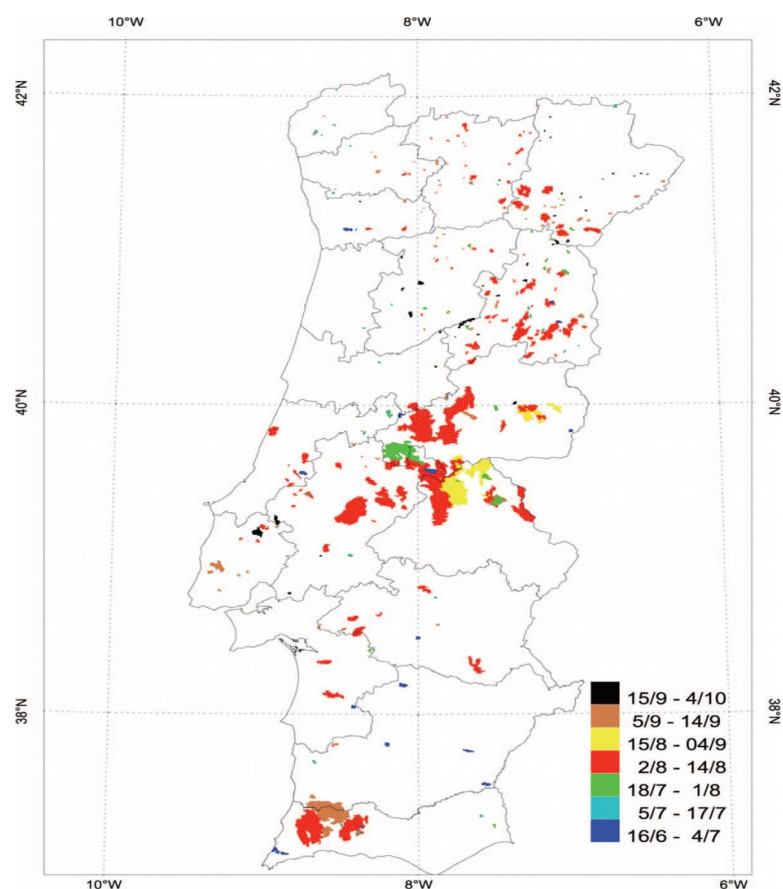 10°W 8°W 6°W
42°N 42°N
40°N 40°N
38°N 38°N
15/9 - 4/10
5/9 - 14/9
15/8 - 04/9
2/8 - 14/8
18/7 - 1/8
5/7 - 17/7
16/6 - 4/7
10°W 8°W 6°W